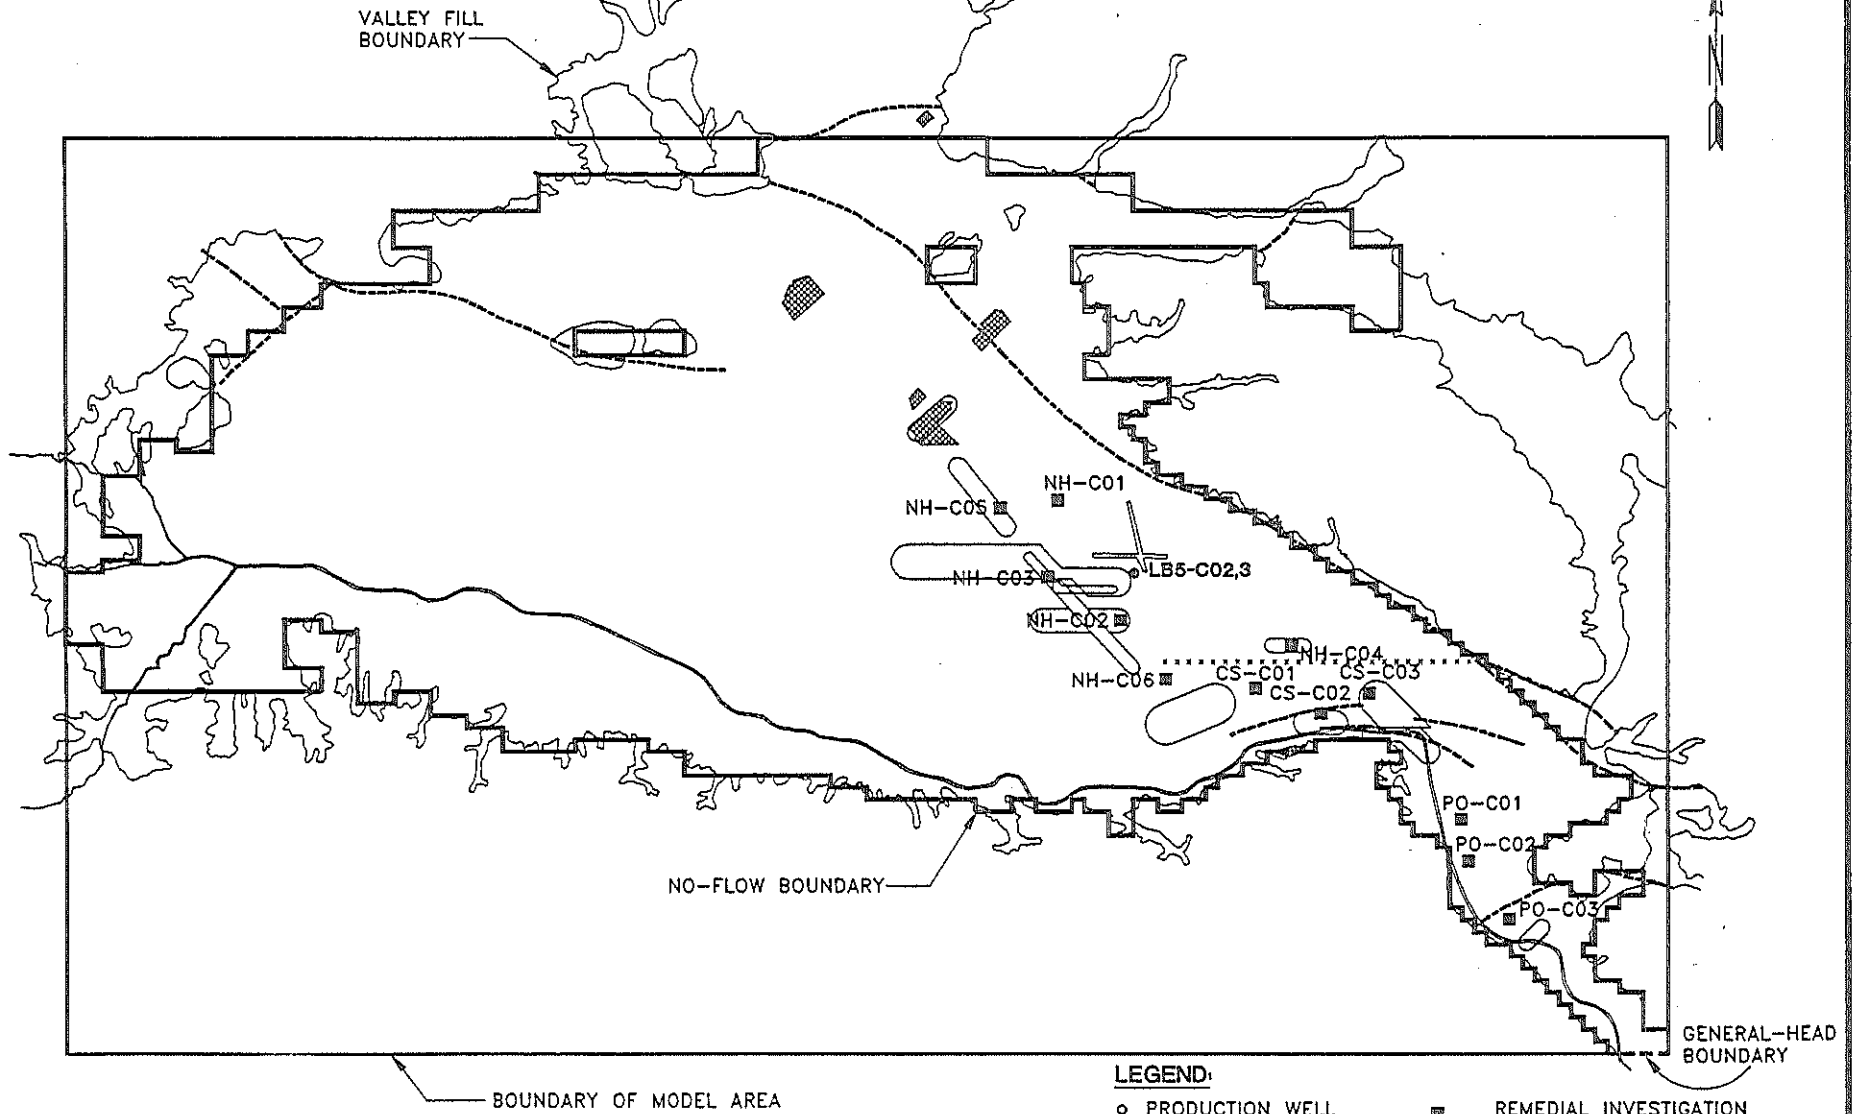 VALLEY FILL
BOUNDARY
N
NH-C01
NH-C05
LB5-C02,3
NH-C03
NH-C02
NH-C04
NH-C06
CS-C01
CS-C03
CS-C02
PO-C01
PO-C02
PO-C03
NO-FLOW BOUNDARY
GENERAL-HEAD
BOUNDARY
BOUNDARY OF MODEL AREA
LEGEND:
PRODUCTION WELL
REMEDIAL INVESTIGATION